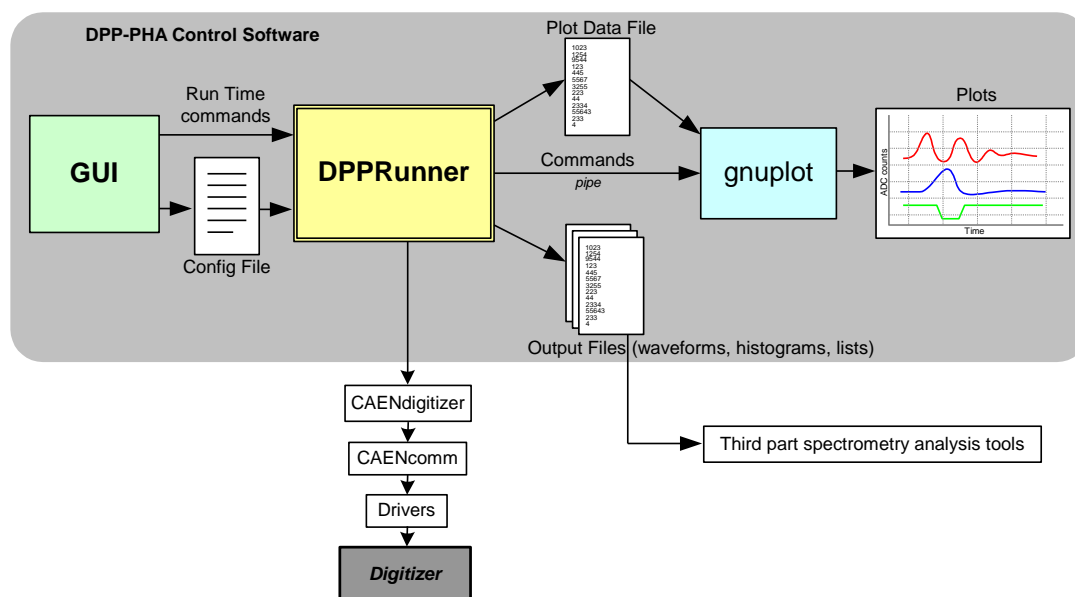 DPP-PHA Control Software
Plot Data File
1023
1254
9544
123
445
5567
3255
223
44
2334
55643
233
4
Run Time
commands
GUI
Config File
DPPRunner
Commands
pipe
gnuplot
Plots
ADC counts
Time
1023
1254
9544
123
445
5567
3255
223
44
2334
55643
233
4
Output Files (waveforms, histograms, lists)
CAENdigitizer
CAENcomm
Drivers
Digitizer
Third part spectrometry analysis tools